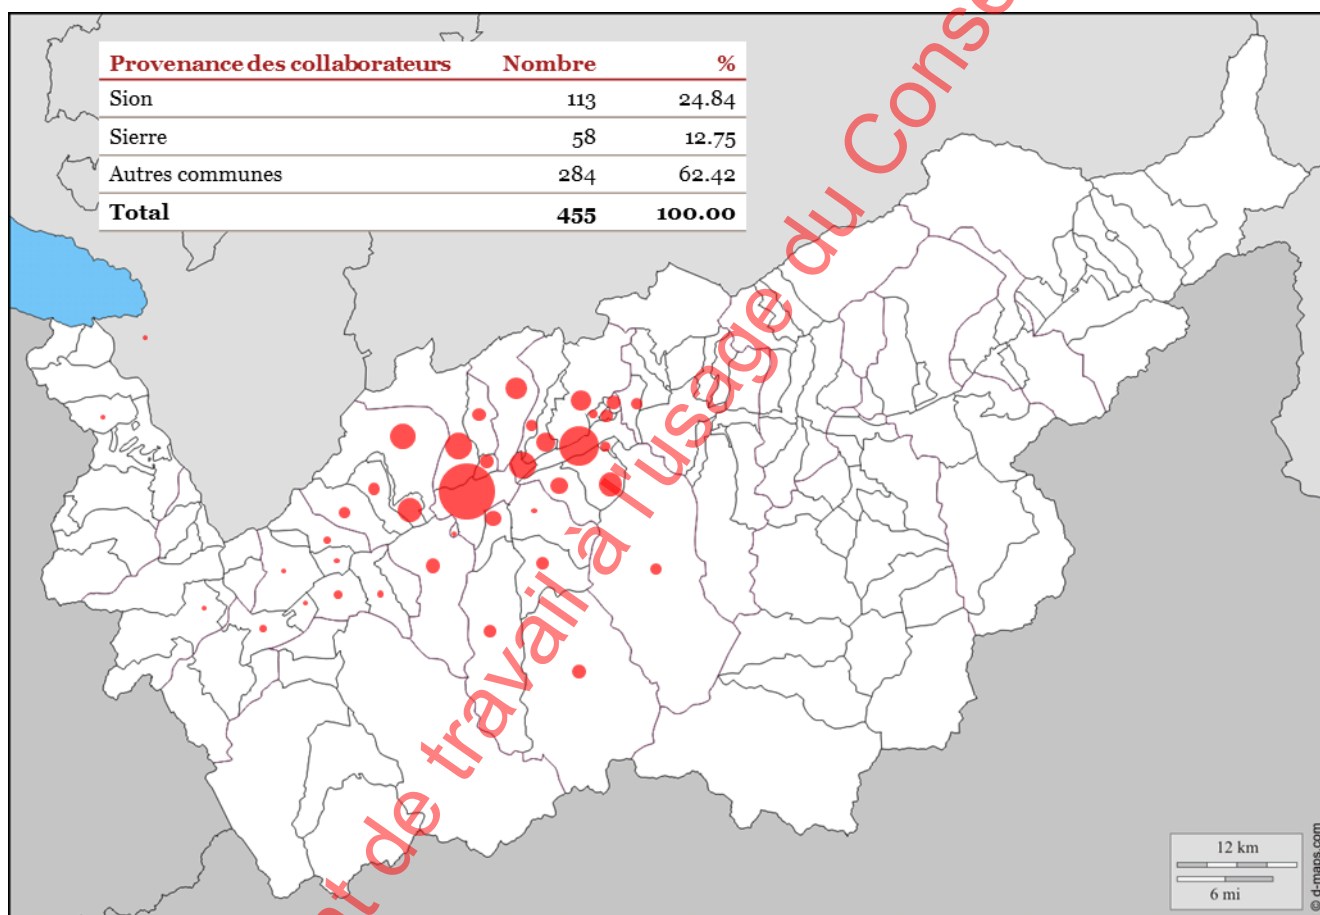 Provenance des collaborateurs Nombre %
Sion 113 24.84
Sierre 58 12.75
Autres communes 284 62.42
Total 455 100.00
de travail à l'usage du
12 km
6 mi
© d-maps.com